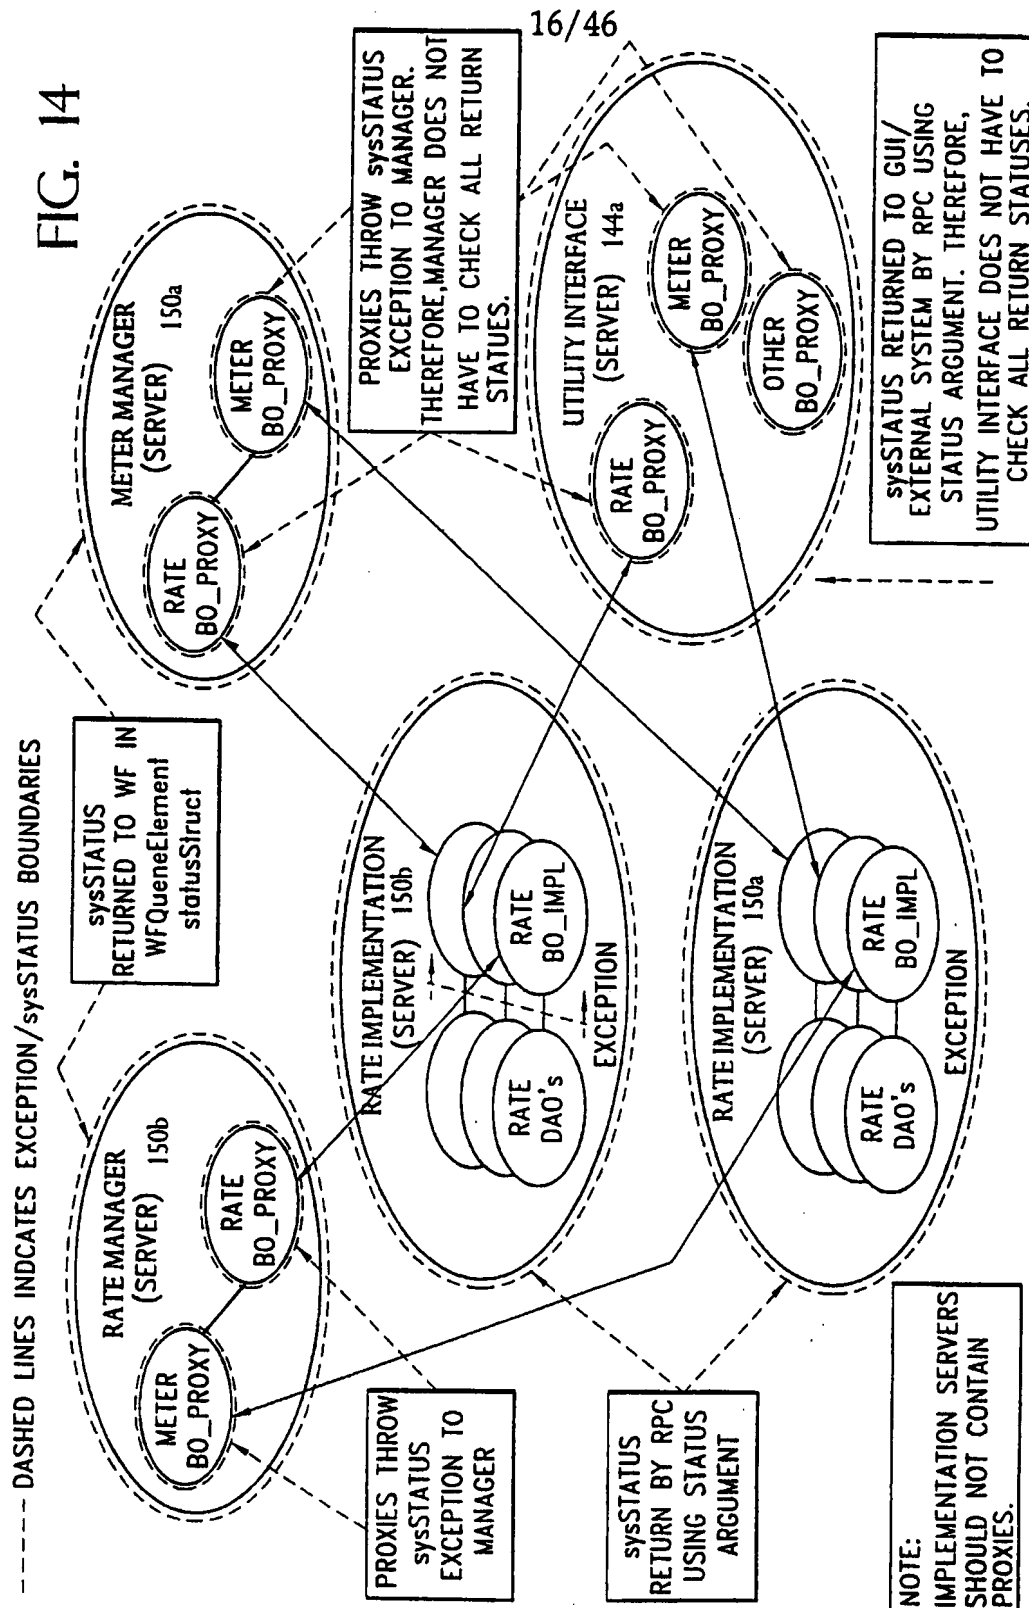 16/46
FIG. 14
---- DASHED LINES INDCATES EXCEPTION/sysSTATUS BOUNDARIES
RATE MANAGER
(SERVER) 150b
METER
BO_PROXY
RATE
BO_PROXY
sysSTATUS
RETURNED TO WF IN
WFQueneElement
statusStruct
METER MANAGER
(SERVER) 150a
RATE
BO_PROXY
METER
BO_PROXY
PROXIES THROW
sysSTATUS
EXCEPTION TO
MANAGER
RATE IMPLEMENTATION
(SERVER) 150b
RATE
DAO's
RATE
BO_IMPL
EXCEPTION
PROXIES THROW sysSTATUS
EXCEPTION TO MANAGER.
THEREFORE,MANAGER DOES NOT
HAVE TO CHECK ALL RETURN
STATUES.
sysSTATUS
RETURN BY RPC
USING STATUS
ARGUMENT
RATE IMPLEMENTATION
(SERVER) 150a
RATE
DAO's
RATE
BO_IMPL
EXCEPTION
UTILITY INTERFACE
(SERVER) 144a
RATE
BO_PROXY
METER
BO_PROXY
OTHER
BO_PROXY
NOTE:
IMPLEMENTATION SERVERS
SHOULD NOT CONTAIN
PROXIES.
sysSTATUS RETURNED TO GUI/
EXTERNAL SYSTEM BY RPC USING
STATUS ARGUMENT. THEREFORE,
UTILITY INTERFACE DOES NOT HAVE TO
CHECK ALL RETURN STATUSES.